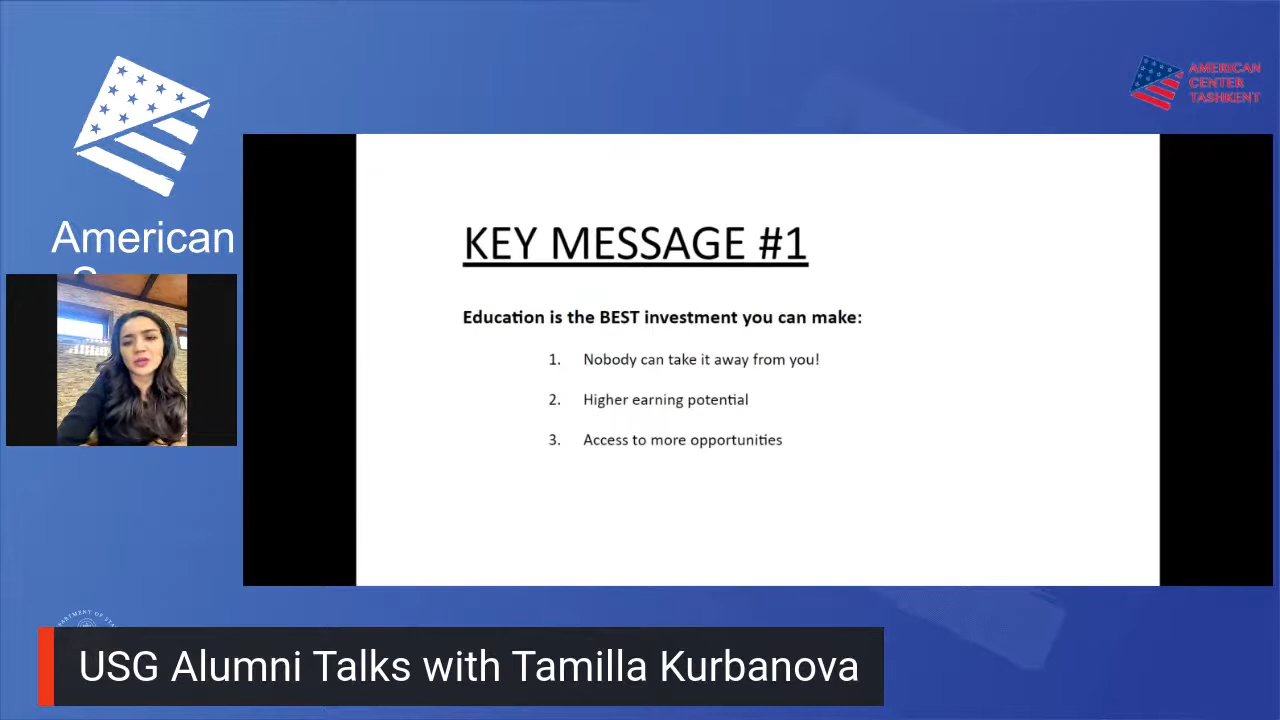 AMERICAN
CENTER
TASHKENT
American
KEY MESSAGE #1
Education is the BEST investment you can make:
1. Nobody can take it away from you!
2. Higher earning potential
3. Access to more opportunities
USG Alumni Talks with Tamilla Kurbanova